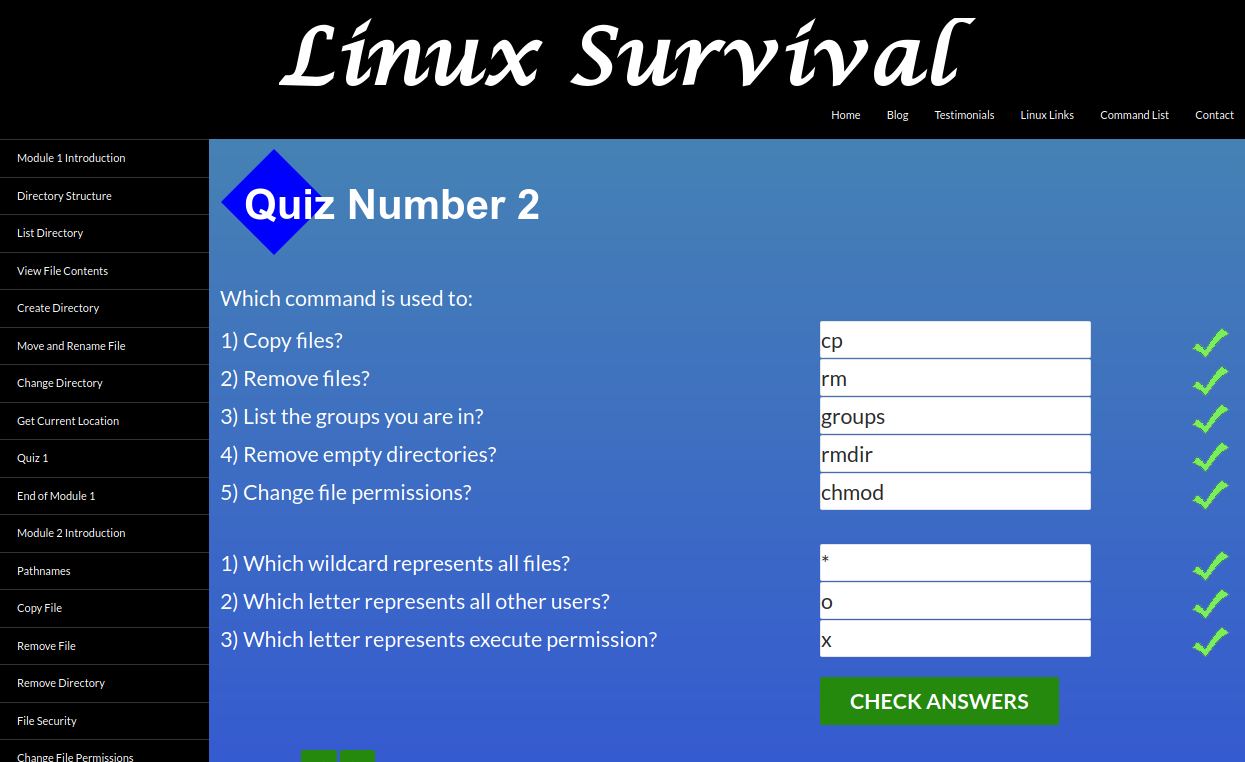 Linux Survival
Home Blog Testimonials Linux Links Command List Contact
Module 1 Introduction
Directory Structure
List Directory
View File Contents
Create Directory
Move and Rename File
Change Directory
Get Current Location
Quiz 1
End of Module 1
Module 2 Introduction
Pathnames
Copy File
Remove File
Remove Directory
File Security
Change File Permissions
Quiz Number 2
Which command is used to:
1) Copy files? cp
2) Remove files? rm
3) List the groups you are in? groups
4) Remove empty directories? rmdir
5) Change file permissions? chmod
1) Which wildcard represents all files? *
2) Which letter represents all other users? o
3) Which letter represents execute permission? x
CHECK ANSWERS